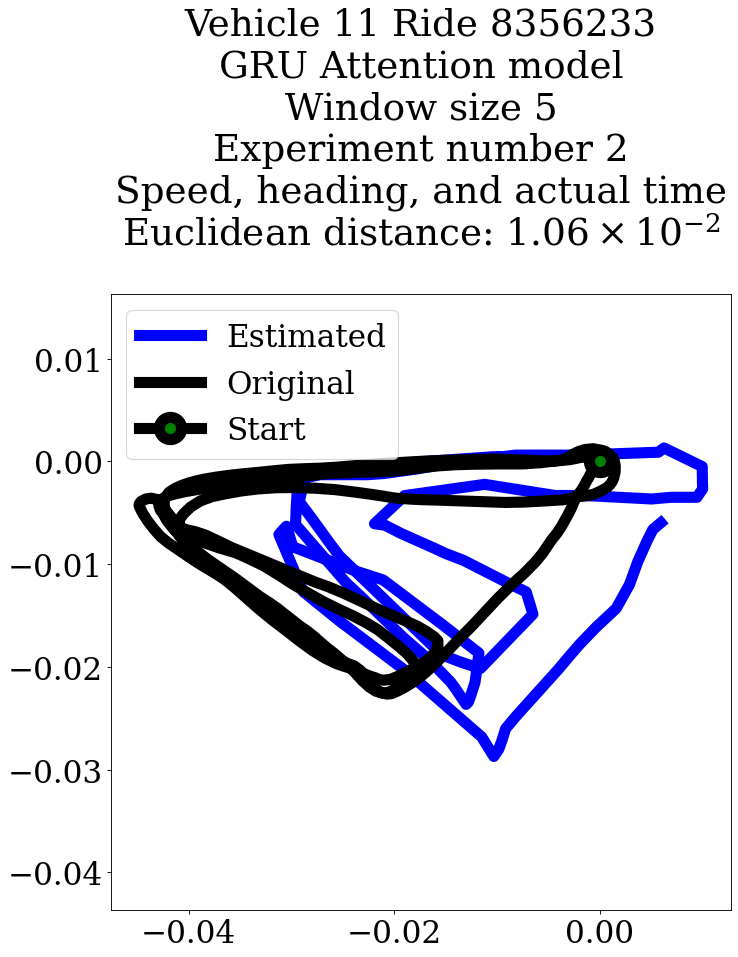 Vehicle 11 Ride 8356233
GRU Attention model
Window size 5
Experiment number 2
Speed, heading, and actual time
Euclidean distance: 1.06 × 10⁻²
Estimated
Original
Start
0.01
0.00
−0.01
−0.02
−0.03
−0.04
−0.04 −0.02 0.00